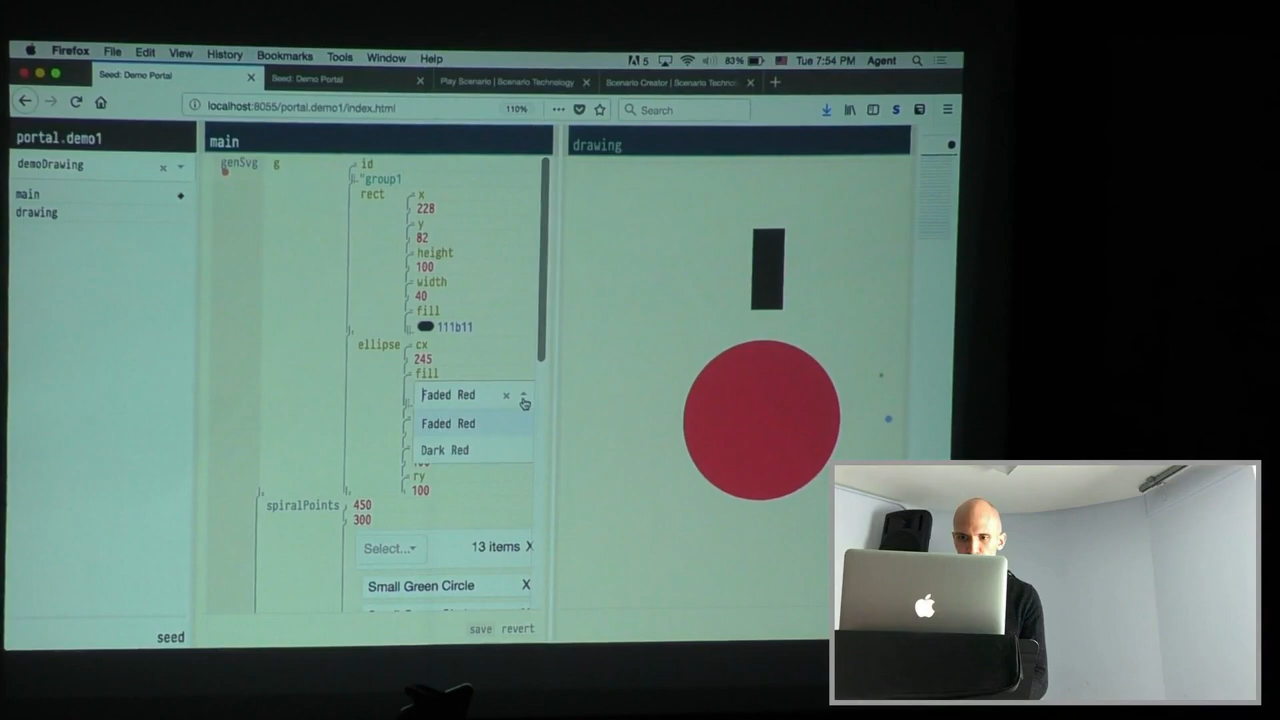 Firefox File Edit View History Bookmarks Tools Window Help
5 83% Tue 7:54 PM Agent
Seed: Demo Portal
Seed: Demo Portal
Play Scenario | Scenario Technology
Scenario Creator | Scenario Techno
localhost:8055/portal.demo1/index.html
110%
Search
S
portal.demo1
demoDrawing
main
drawing
seed
main
genSvg g
id
"group1
rect
x
228
y
82
height
100
width
40
fill
111b11
ellipse
cx
245
fill
Faded Red
Faded Red
Dark Red
ry
100
spiralPoints
450
300
Select...
13 items X
Small Green Circle X
save revert
drawing